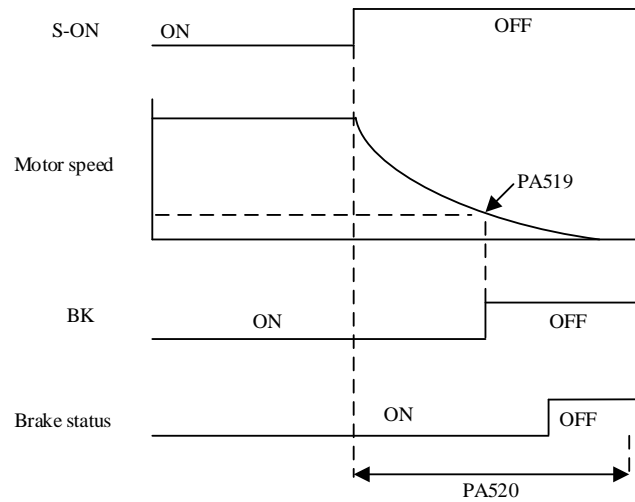 S-ON
ON
OFF
Motor speed
PA519
BK
ON
OFF
Brake status
ON
OFF
PA520